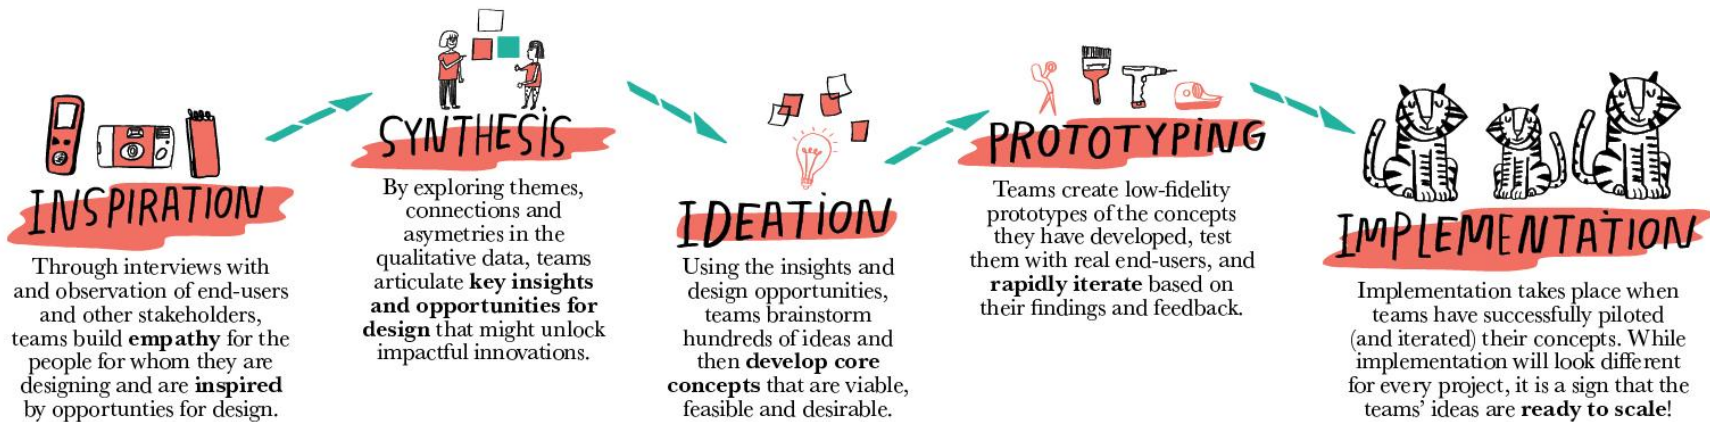 INSPIRATION
Through interviews with
and observation of end-users
and other stakeholders,
teams build empathy for the
people for whom they are
designing and are inspired
by opportunties for design.
SYNTHESIS
By exploring themes,
connections and
asymetries in the
qualitative data, teams
articulate key insights
and opportunities for
design that might unlock
impactful innovations.
IDEATION
Using the insights and
design opportunities,
teams brainstorm
hundreds of ideas and
then develop core
concepts that are viable,
feasible and desirable.
PROTOTYPING
Teams create low-fidelity
prototypes of the concepts
they have developed, test
them with real end-users, and
rapidly iterate based on
their findings and feedback.
IMPLEMENTATION
Implementation takes place when
teams have successfully piloted
(and iterated) their concepts. While
implementation will look different
for every project, it is a sign that the
teams' ideas are ready to scale!